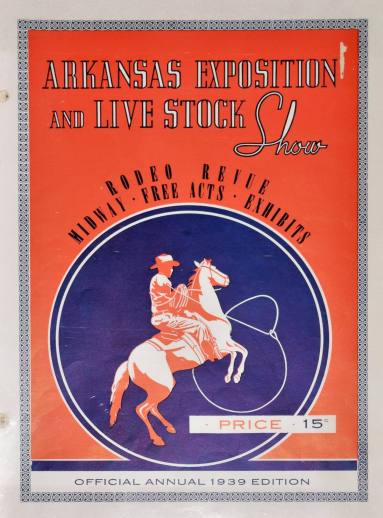 ARKANSAS EXPOSITION
AND LIVE STOCK
Show
RODEO REVUE
MIDWAY · FREE ACTS · EXHIBITS
· PRICE · 15¢
OFFICIAL ANNUAL 1939 EDITION